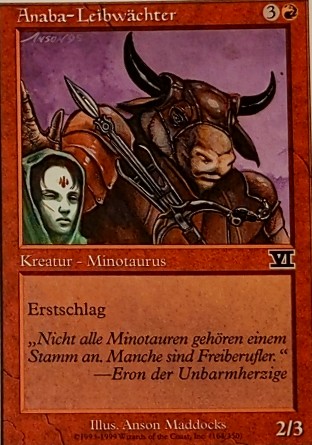 Anaba-Leibwächter 3
Kreatur - Minotaurus VI
Erstschlag
„Nicht alle Minotauren gehören einem
Stamm an. Manche sind Freiberufler.“
—Eron der Unbarmherzige
2/3
Illus. Anson Maddocks